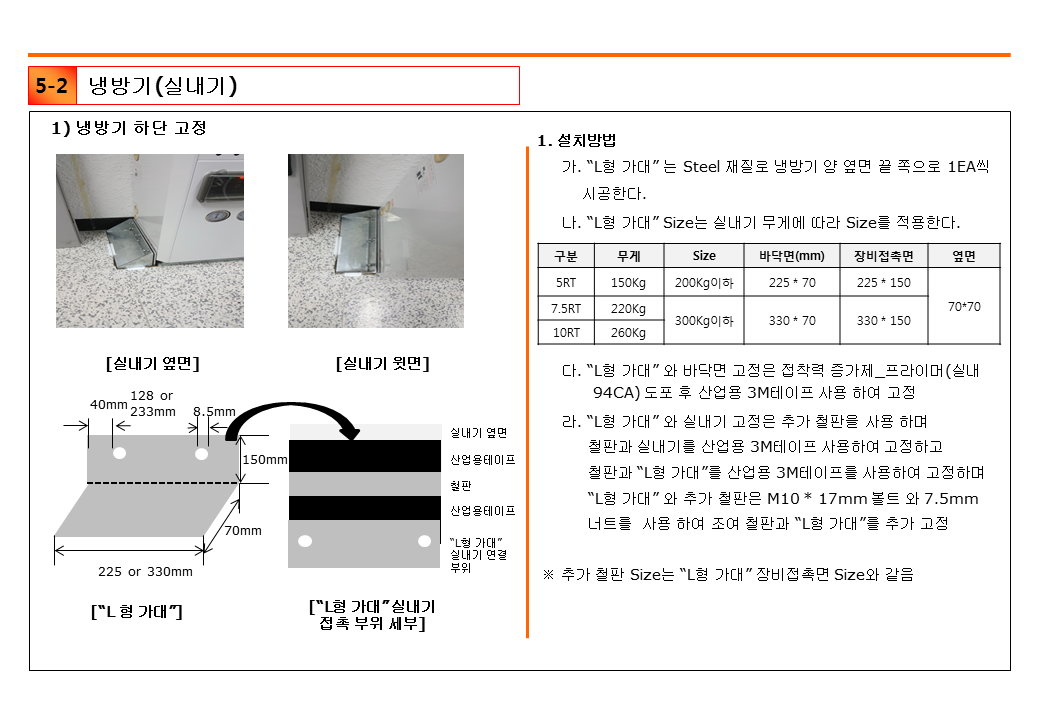 5-2 냉방기(실내기)
1) 냉방기 하단 고정
[실내기 옆면]
[실내기 윗면]
40mm
128 or
233mm
8.5mm
150mm
70mm
225 or 330mm
[“L 형 가대”]
실내기 옆면
산업용테이프
철판
산업용테이프
“L형 가대”
실내기 연결
부위
[“L형 가대”실내기
접촉 부위 세부]
1. 설치방법
가. “L형 가대” 는 Steel 재질로 냉방기 양 옆면 끝 쪽으로 1EA씩
시공한다.
나. “L형 가대” Size는 실내기 무게에 따라 Size를 적용한다.
구분 무게 Size 바닥면(mm) 장비접촉면 옆면
5RT 150Kg 200Kg이하 225 * 70 225 * 150 70*70
7.5RT 220Kg 300Kg이하 330 * 70 330 * 150
10RT 260Kg
다. “L형 가대” 와 바닥면 고정은 접착력 증가제_프라이머(실내
94CA) 도포 후 산업용 3M테이프 사용 하여 고정
라. “L형 가대” 와 실내기 고정은 추가 철판을 사용 하며
철판과 실내기를 산업용 3M테이프 사용하여 고정하고
철판과 “L형 가대”를 산업용 3M테이프를 사용하여 고정하며
“L형 가대” 와 추가 철판은 M10 * 17mm 볼트 와 7.5mm
너트를 사용 하여 조여 철판과 “L형 가대”를 추가 고정
※ 추가 철판 Size는 “L형 가대” 장비접촉면 Size와 같음